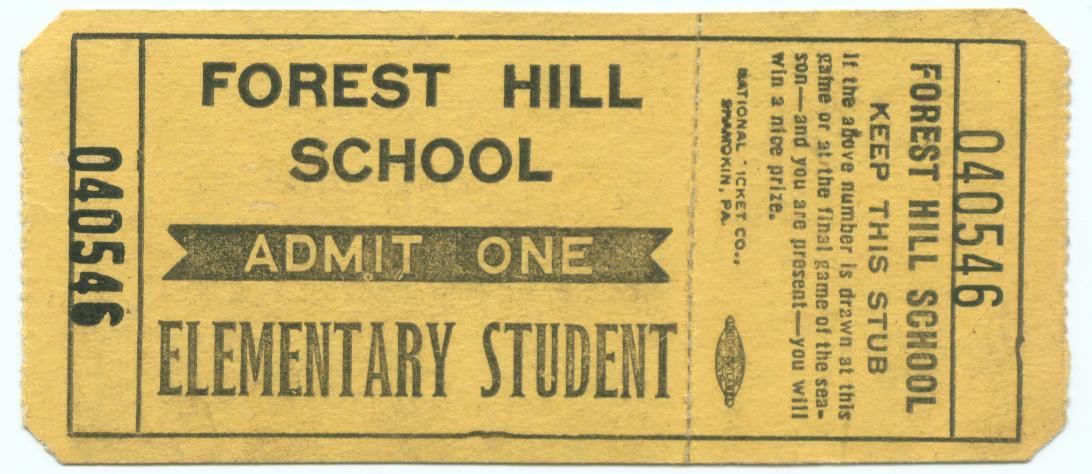 040546
FOREST HILL
SCHOOL
ADMIT ONE
ELEMENTARY STUDENT
040546
FOREST HILL SCHOOL
KEEP THIS STUB
If the above number is drawn at this
game or at the final game of the sea-
son—and you are present—you will
win a nice prize.
NATIONAL TICKET CO.,
SHAMOKIN, PA.